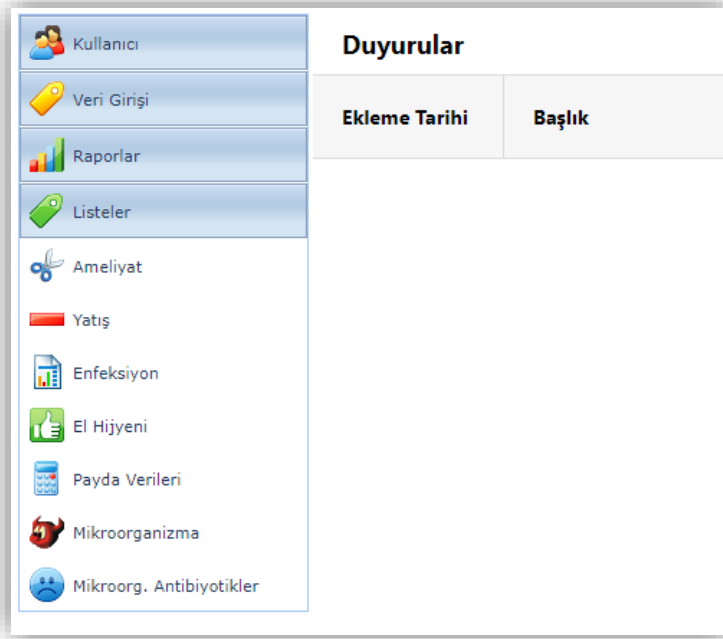 Kullanıcı
Veri Girişi
Raporlar
Listeler
Ameliyat
Yatış
Enfeksiyon
El Hijyeni
Payda Verileri
Mikroorganizma
Mikroorg. Antibiyotikler
Duyurular
Ekleme Tarihi Başlık